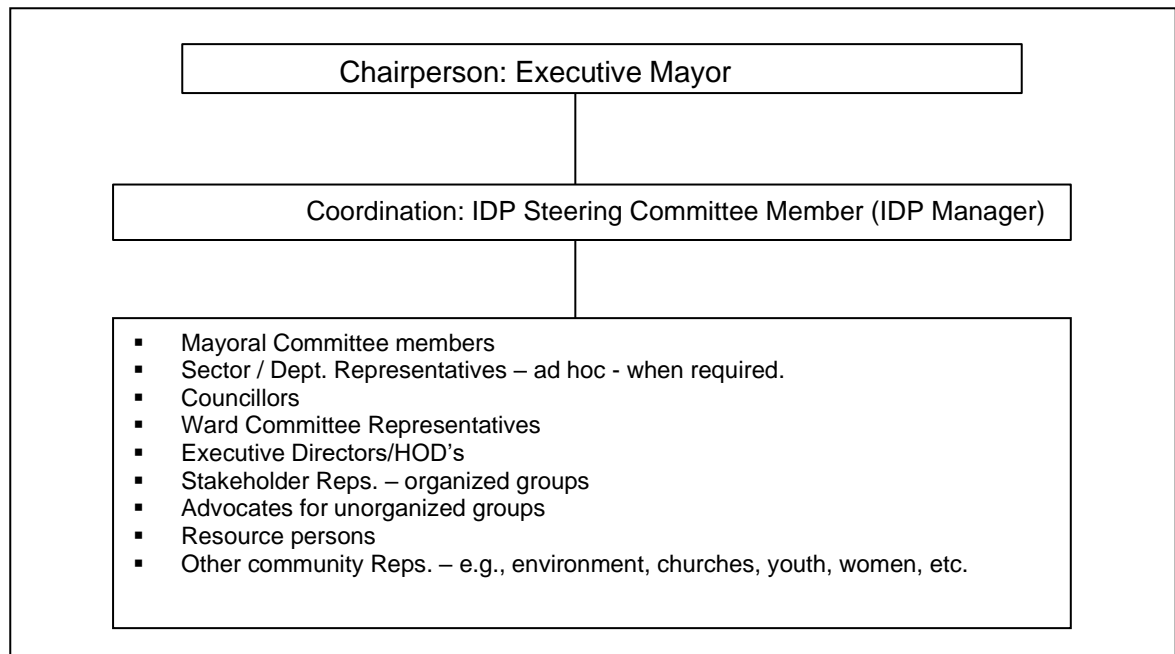 Chairperson: Executive Mayor
Coordination: IDP Steering Committee Member (IDP Manager)
▪ Mayoral Committee members
▪ Sector / Dept. Representatives – ad hoc - when required.
▪ Councillors
▪ Ward Committee Representatives
▪ Executive Directors/HOD's
▪ Stakeholder Reps. – organized groups
▪ Advocates for unorganized groups
▪ Resource persons
▪ Other community Reps. – e.g., environment, churches, youth, women, etc.